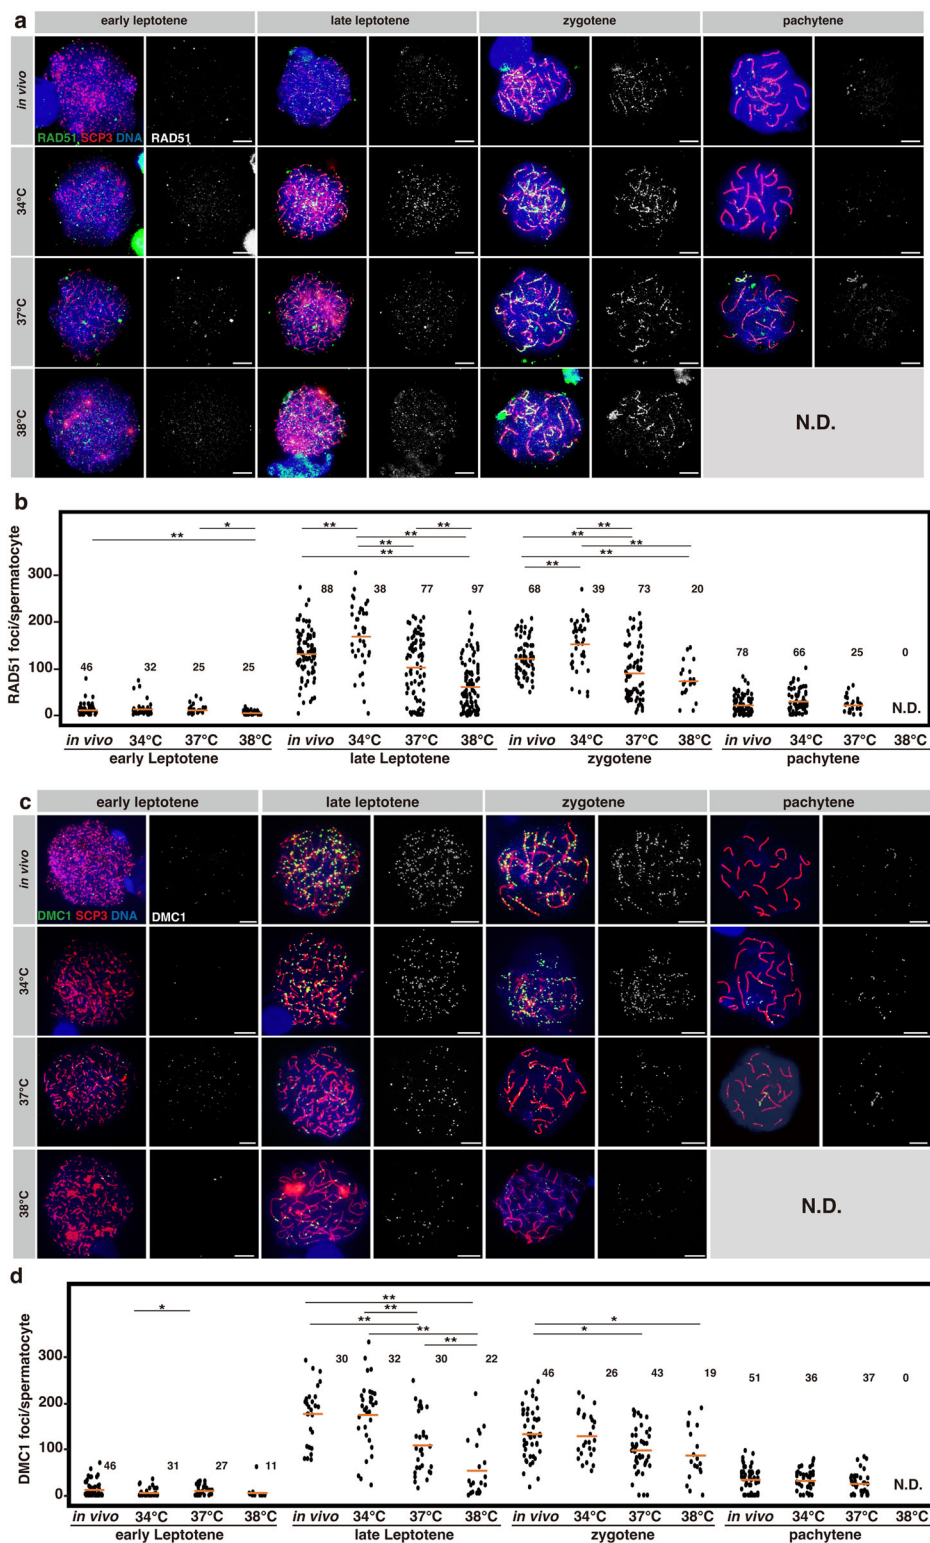 a
early leptotene late leptotene zygotene pachytene
in vivo
RAD51 SCP3 DNA RAD51
34°C
37°C
38°C
N.D.
b
RAD51 foci/spermatocyte
300
200
100
0
* ** ** ** ** ** ** ** ** ** ** **
46 32 25 25 88 38 77 97 68 39 73 20 78 66 25 0
N.D.
in vivo 34°C 37°C 38°C in vivo 34°C 37°C 38°C in vivo 34°C 37°C 38°C in vivo 34°C 37°C 38°C
early Leptotene late Leptotene zygotene pachytene
c
early leptotene late leptotene zygotene pachytene
in vivo
DMC1 SCP3 DNA DMC1
34°C
37°C
38°C
N.D.
d
DMC1 foci/spermatocyte
300
200
100
0
* ** ** ** ** ** * *
46 31 27 11 30 32 30 22 46 26 43 19 51 36 37 0
N.D.
in vivo 34°C 37°C 38°C in vivo 34°C 37°C 38°C in vivo 34°C 37°C 38°C in vivo 34°C 37°C 38°C
early Leptotene late Leptotene zygotene pachytene